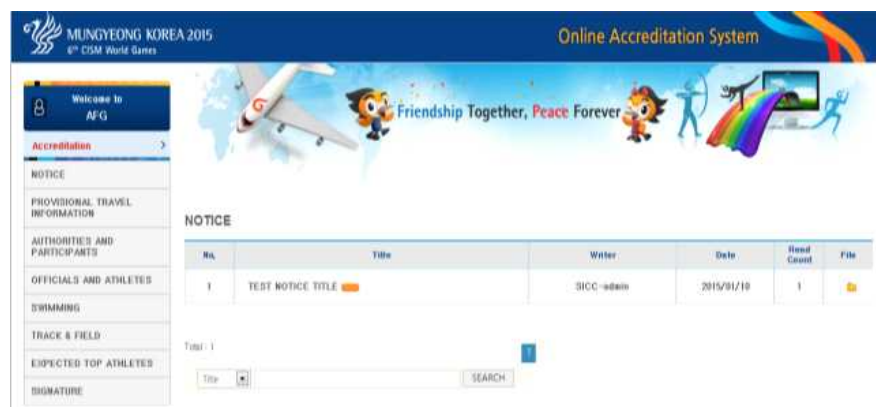 MUNGYEONG KOREA 2015
6th CISM World Games
Online Accreditation System
Welcome to
AFG
Friendship Together, Peace Forever
Accreditation
NOTICE
PROVISIONAL TRAVEL
INFORMATION
AUTHORITIES AND
PARTICIPANTS
OFFICIALS AND ATHLETES
SWIMMING
TRACK & FIELD
EXPECTED TOP ATHLETES
SIGNATURE
NOTICE
No, Title Writer Date Read Count File
1 TEST NOTICE TITLE SICC-admin 2015/01/10 1
Total : 1
1
Title SEARCH